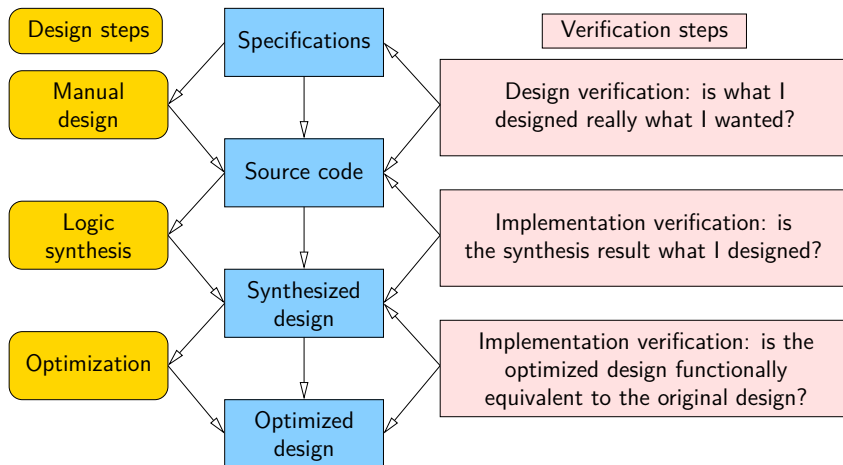 Design steps
Specifications
Verification steps
Manual
design
Design verification: is what I
designed really what I wanted?
Source code
Logic
synthesis
Implementation verification: is
the synthesis result what I designed?
Synthesized
design
Optimization
Implementation verification: is the
optimized design functionally
equivalent to the original design?
Optimized
design